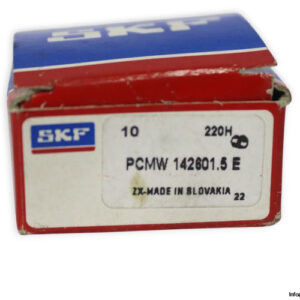 SKF
SKF
10 220H
PCMW 142601.5 E
ZX-MADE IN SLOVAKIA 22